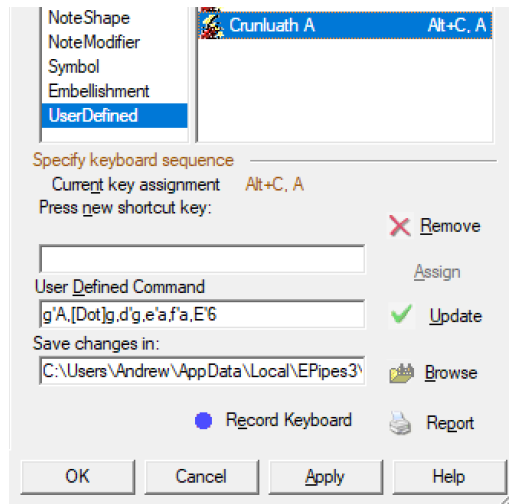 NoteShape
NoteModifier
Symbol
Embellishment
UserDefined
Crunluath A Alt+C, A
Specify keyboard sequence
Current key assignment Alt+C, A
Press new shortcut key:
Remove
Assign
User Defined Command
g'A,[Dot]g,d'g,e'a,f'a,E'6
Update
Save changes in:
C:\Users\Andrew\AppData\Local\EPipes3\
Browse
Record Keyboard
Report
OK Cancel Apply Help